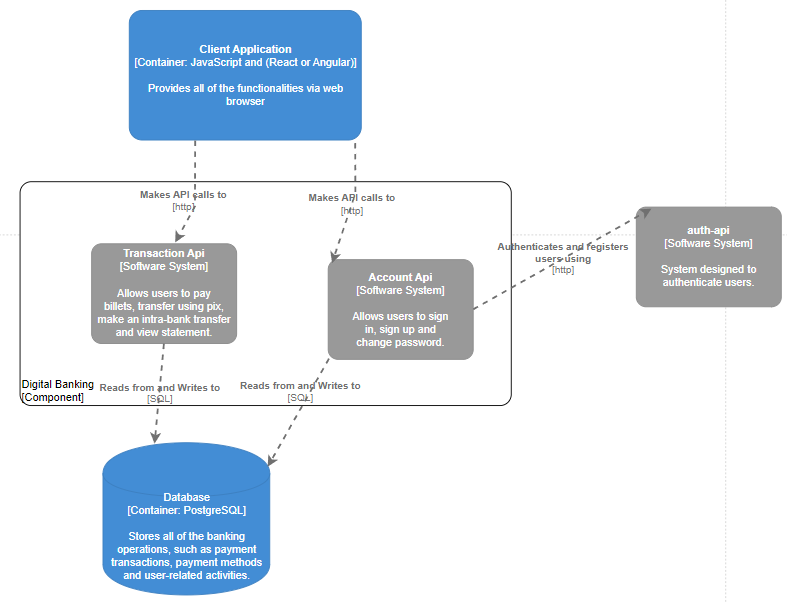 Client Application
[Container: JavaScript and (React or Angular)]
Provides all of the functionalities via web
browser
Makes API calls to
[http]
Makes API calls to
[http]
Transaction Api
[Software System]
Allows users to pay
billets, transfer using pix,
make an intra-bank transfer
and view statement.
Account Api
[Software System]
Allows users to sign
in, sign up and
change password.
Authenticates and registers
users using
[http]
auth-api
[Software System]
System designed to
authenticate users.
Digital Banking
[Component]
Reads from and Writes to
[SQL]
Reads from and Writes to
[SQL]
Database
[Container: PostgreSQL]
Stores all of the banking
operations, such as payment
transactions, payment methods
and user-related activities.